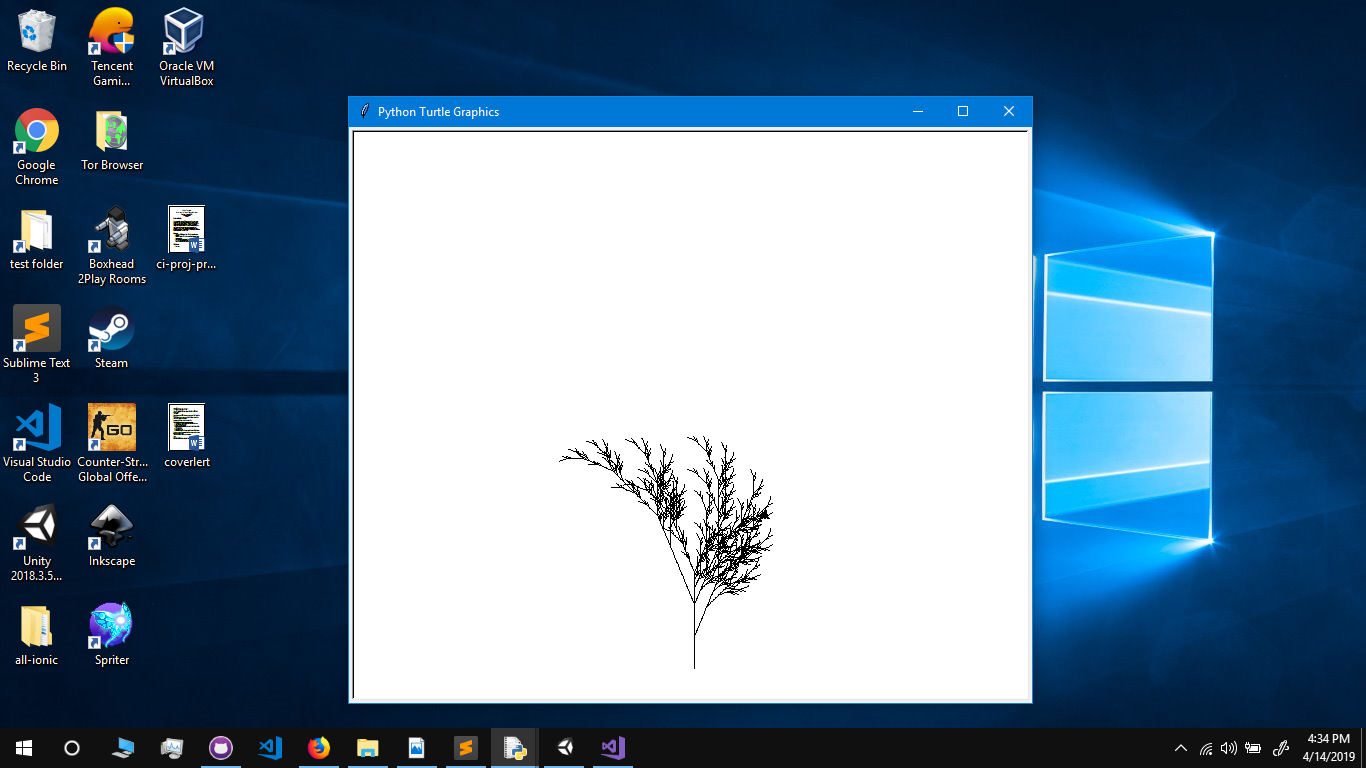 Recycle Bin
Tencent
Gami...
Oracle VM
VirtualBox
Google
Chrome
Tor Browser
test folder
Boxhead
2Play Rooms
ci-proj-pr...
Sublime Text
3
Steam
Visual Studio
Code
GO
Counter-Str...
Global Offe...
coverlert
Unity
2018.3.5...
Inkscape
all-ionic
Spriter
Python Turtle Graphics
4:34 PM
4/14/2019